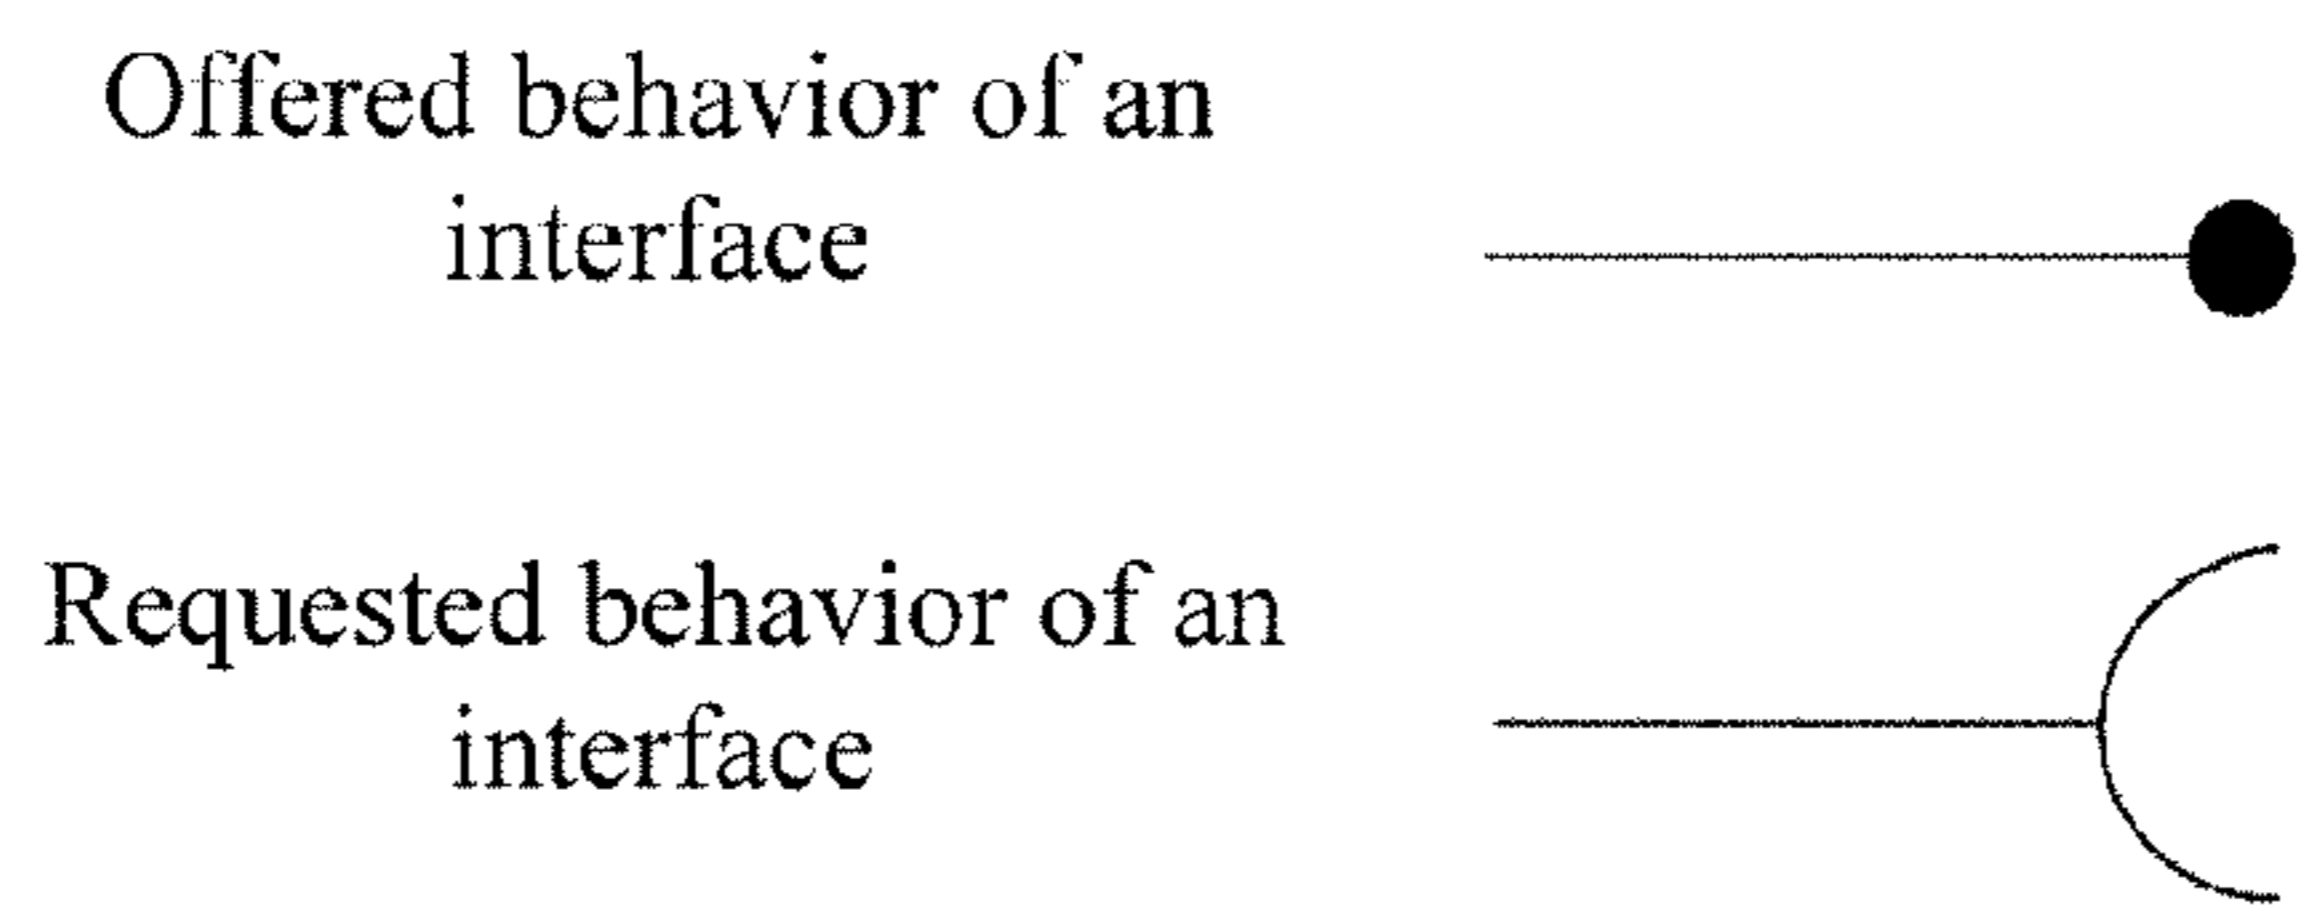 Offered behavior of an
interface
Requested behavior of an
interface